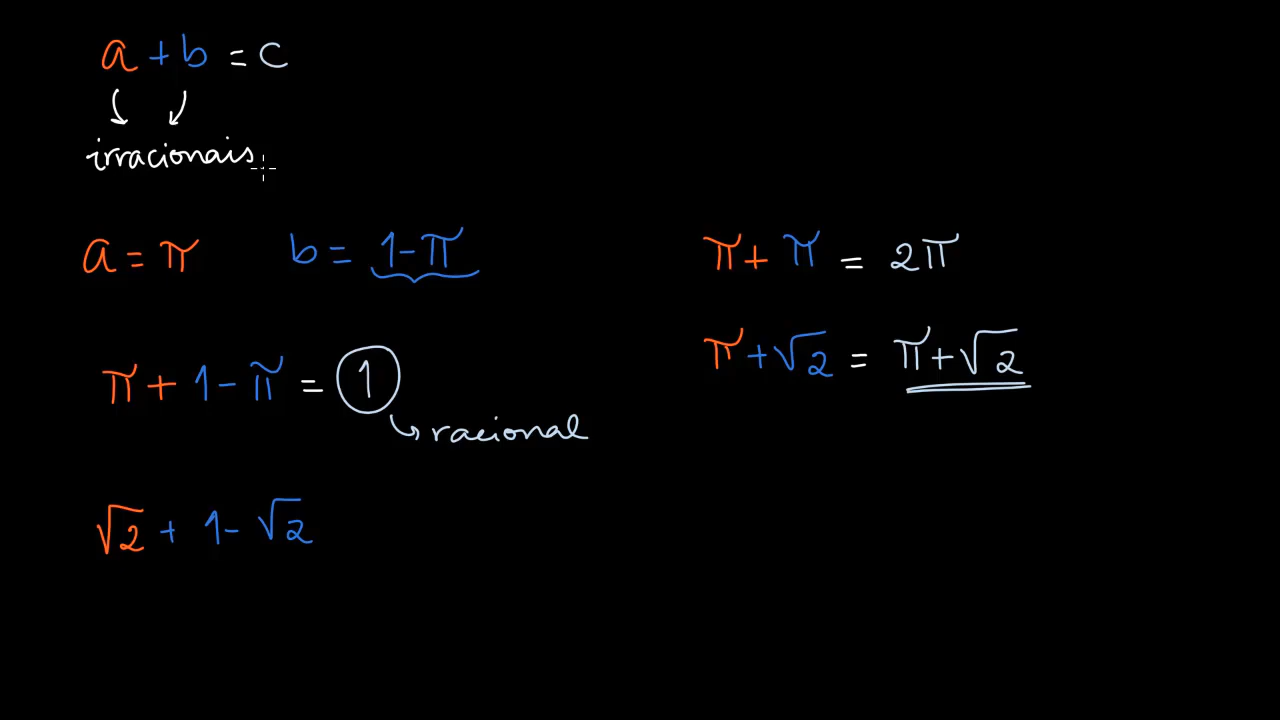 a + b = c
irracionais
a = π b = 1 - π
π + 1 - π = 1
racional
√2 + 1 - √2
π + π = 2π
π + √2 = π + √2